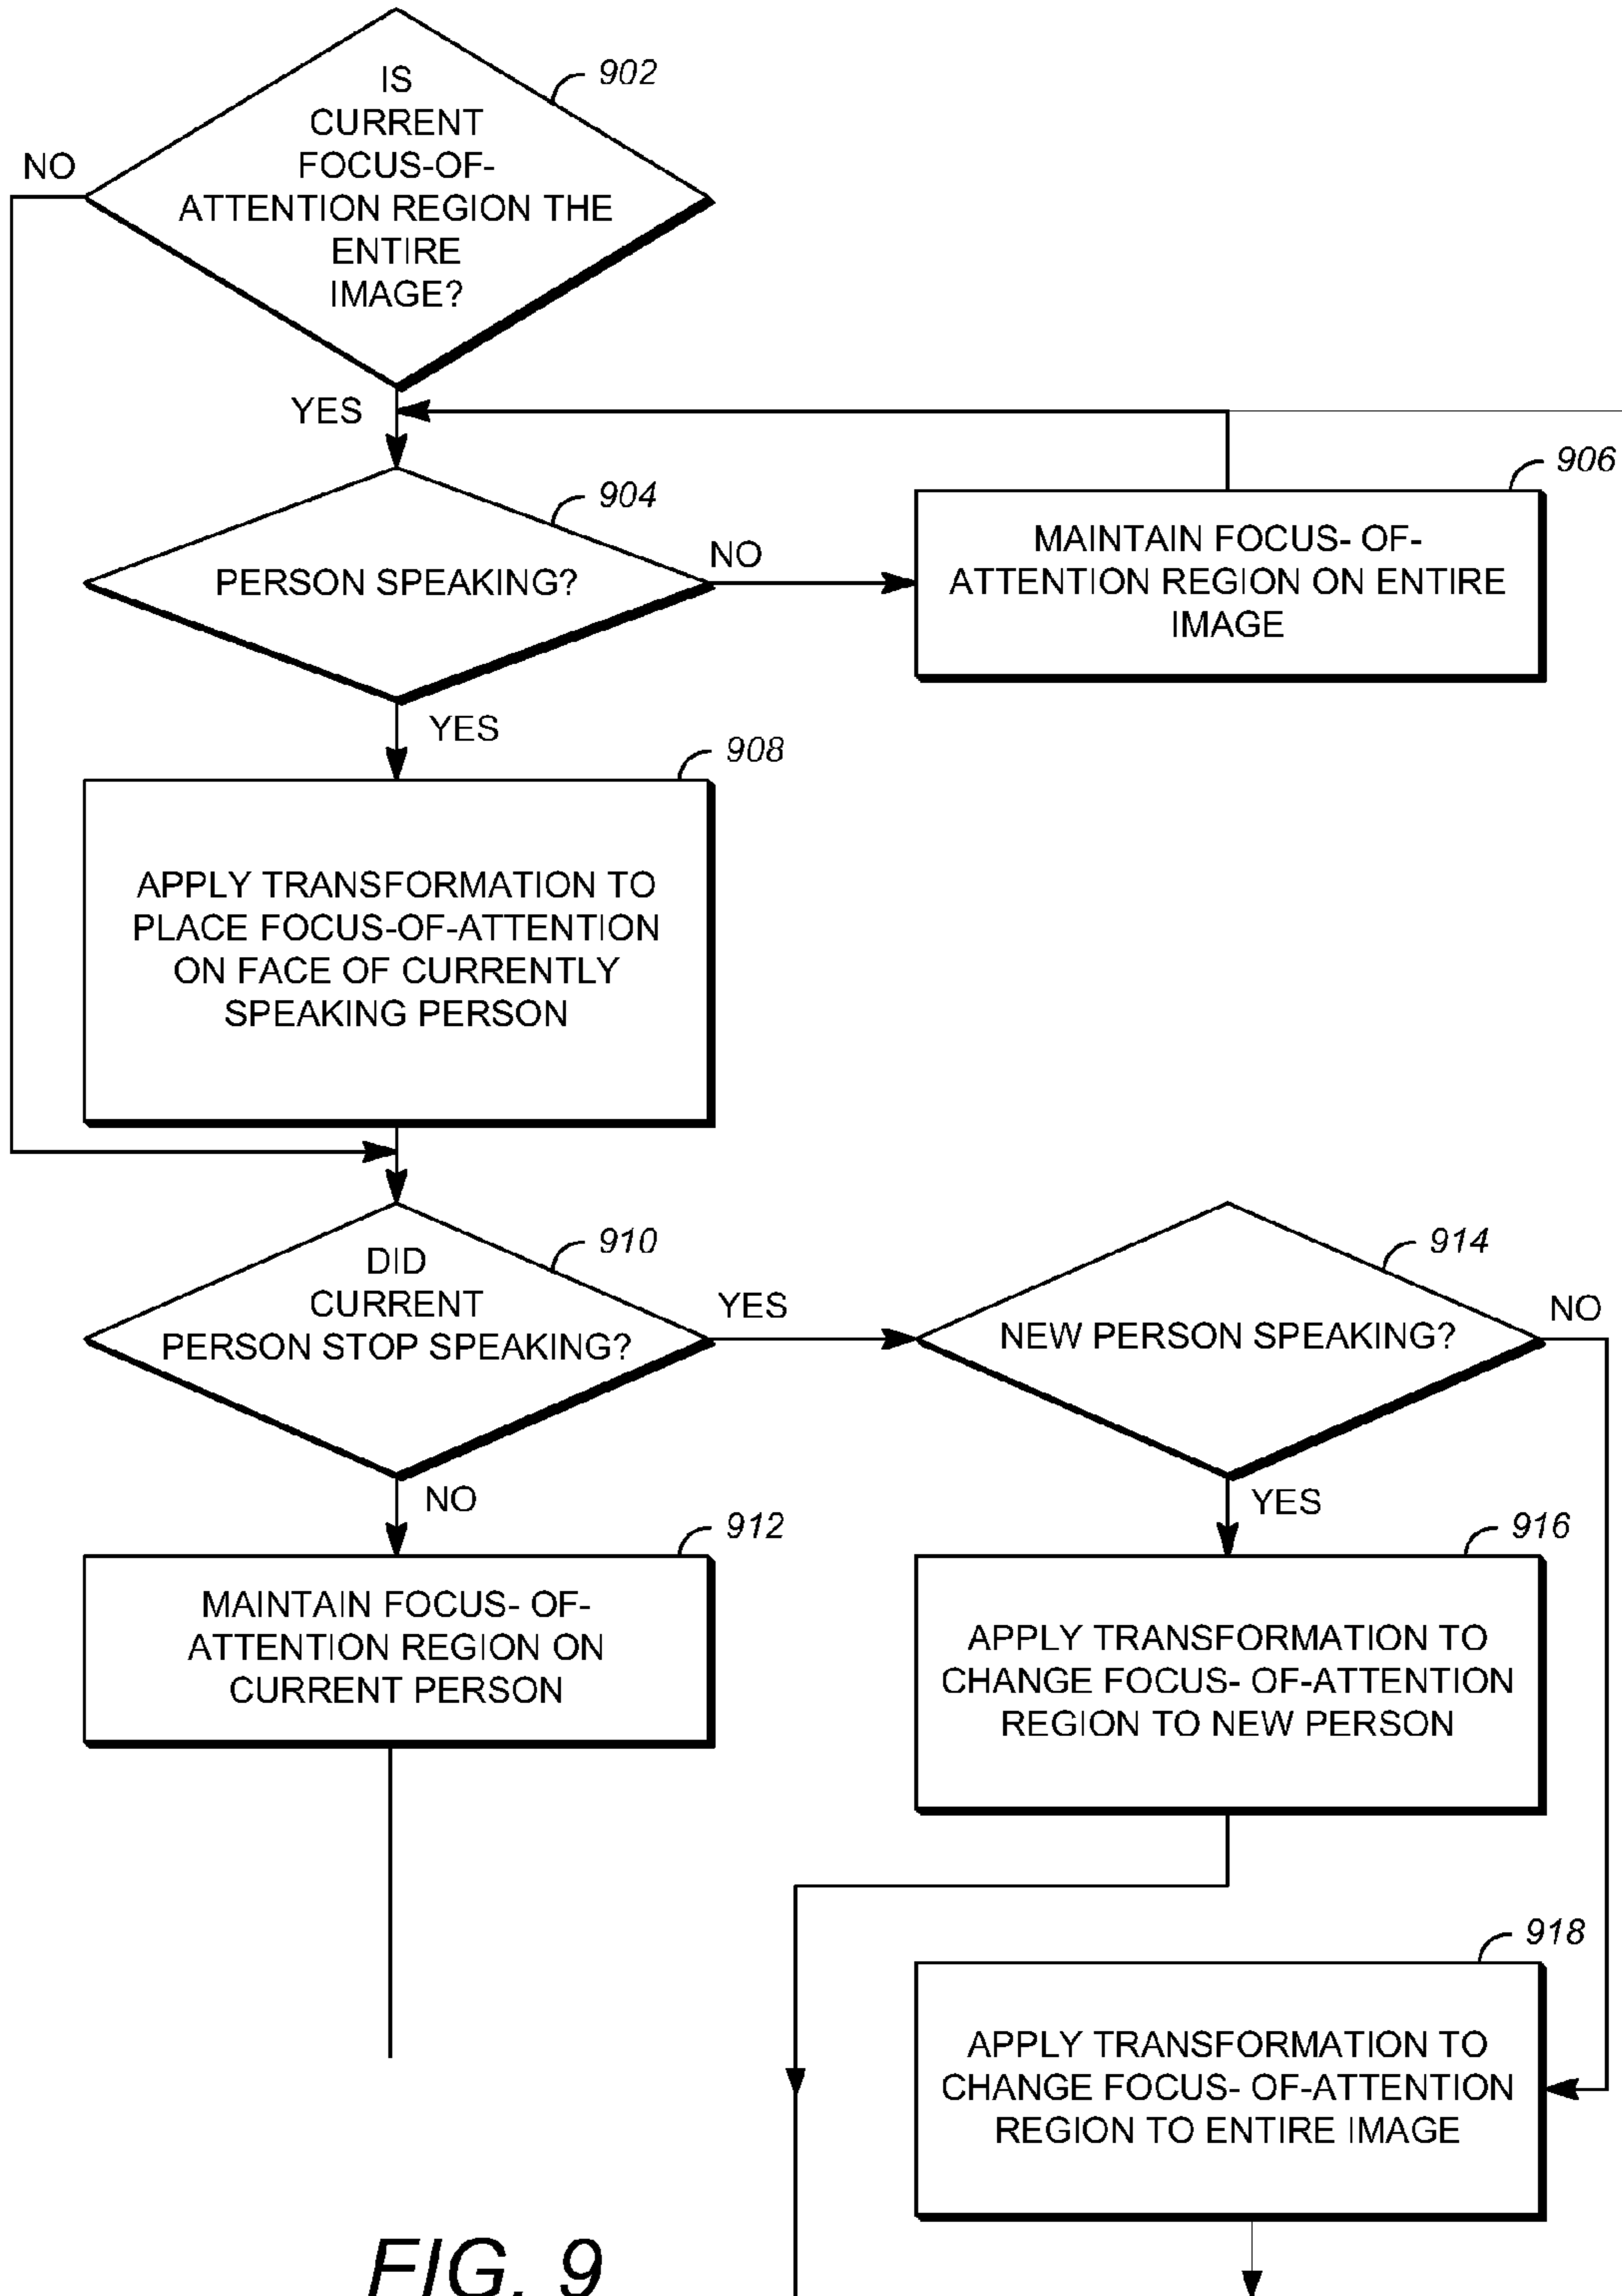 IS
CURRENT
FOCUS-OF-
ATTENTION REGION THE
ENTIRE
IMAGE?
902
NO
YES
904
PERSON SPEAKING?
NO
906
MAINTAIN FOCUS- OF-
ATTENTION REGION ON ENTIRE
IMAGE
YES
908
APPLY TRANSFORMATION TO
PLACE FOCUS-OF-ATTENTION
ON FACE OF CURRENTLY
SPEAKING PERSON
910
DID
CURRENT
PERSON STOP SPEAKING?
YES
914
NEW PERSON SPEAKING?
NO
NO
912
MAINTAIN FOCUS- OF-
ATTENTION REGION ON
CURRENT PERSON
YES
916
APPLY TRANSFORMATION TO
CHANGE FOCUS- OF-ATTENTION
REGION TO NEW PERSON
918
APPLY TRANSFORMATION TO
CHANGE FOCUS- OF-ATTENTION
REGION TO ENTIRE IMAGE
FIG. 9